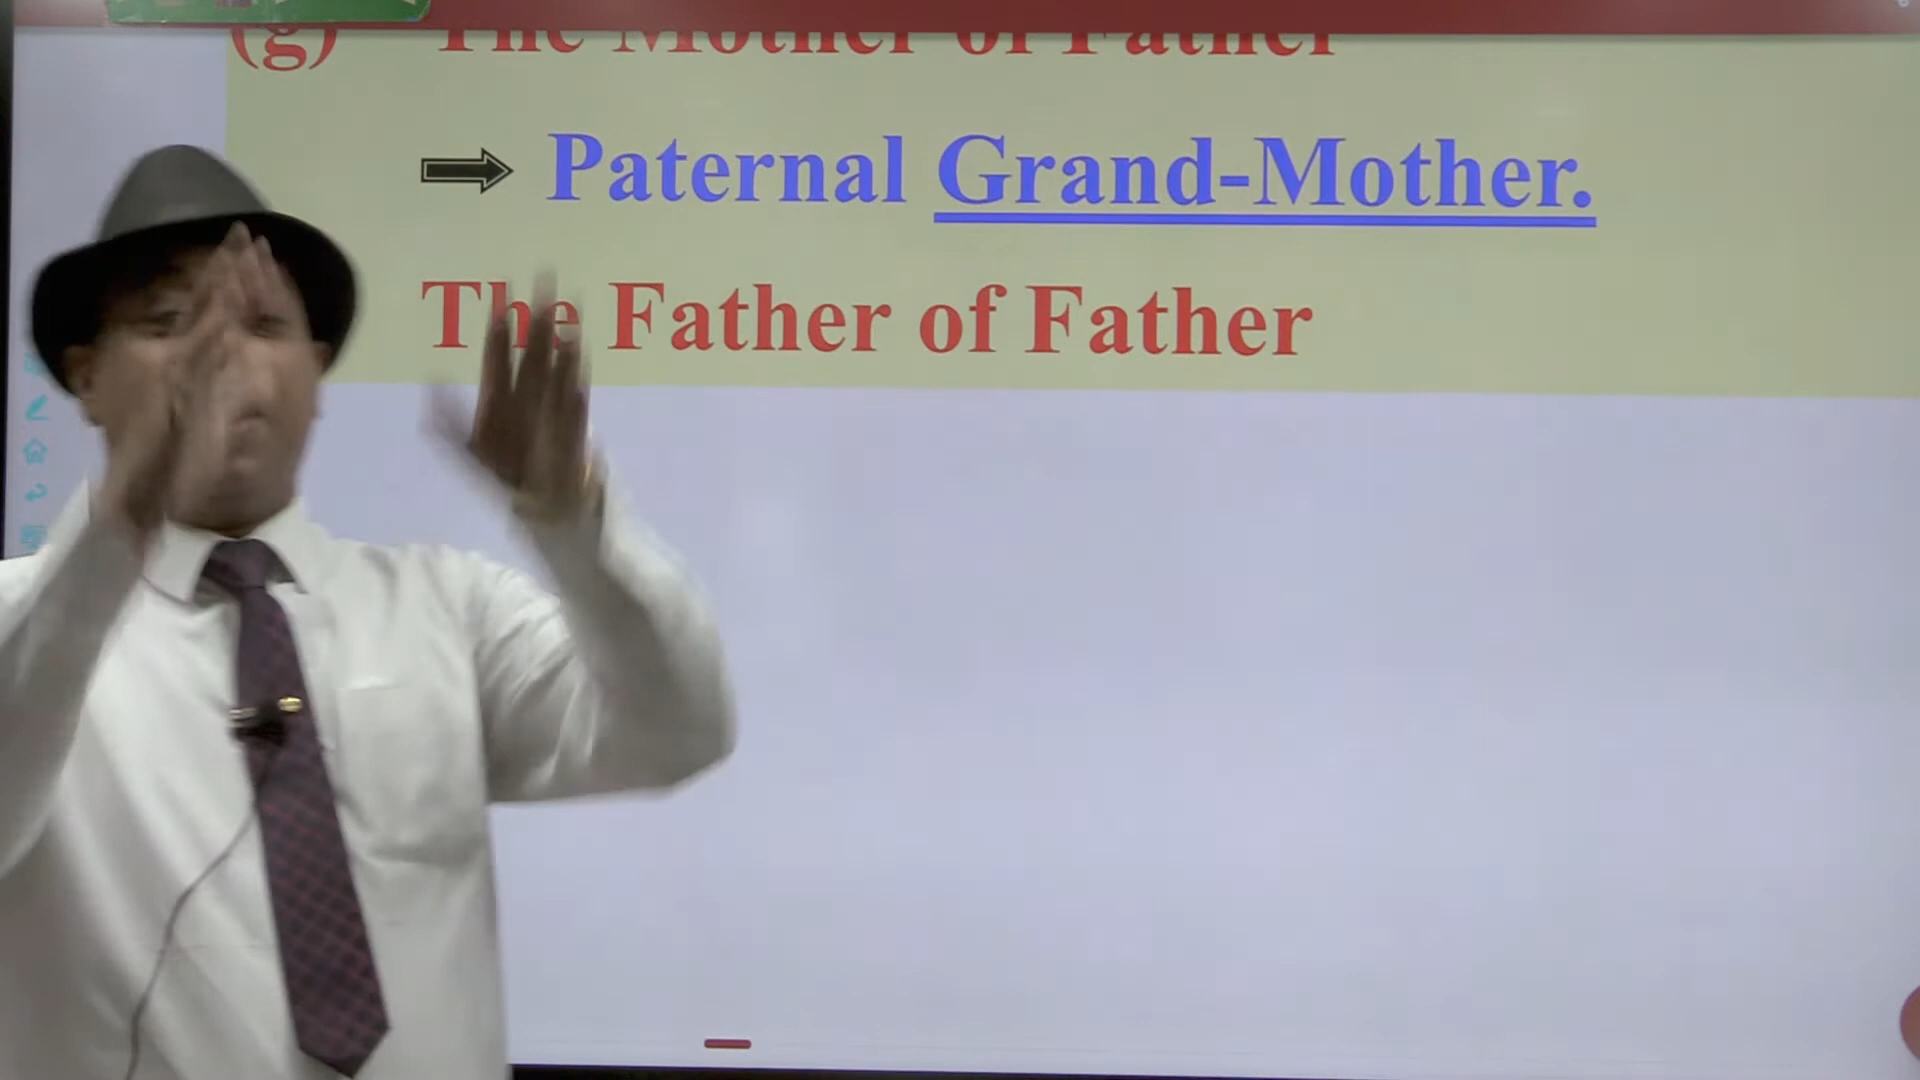 (g) The Mother of Father
Paternal Grand-Mother.
The Father of Father